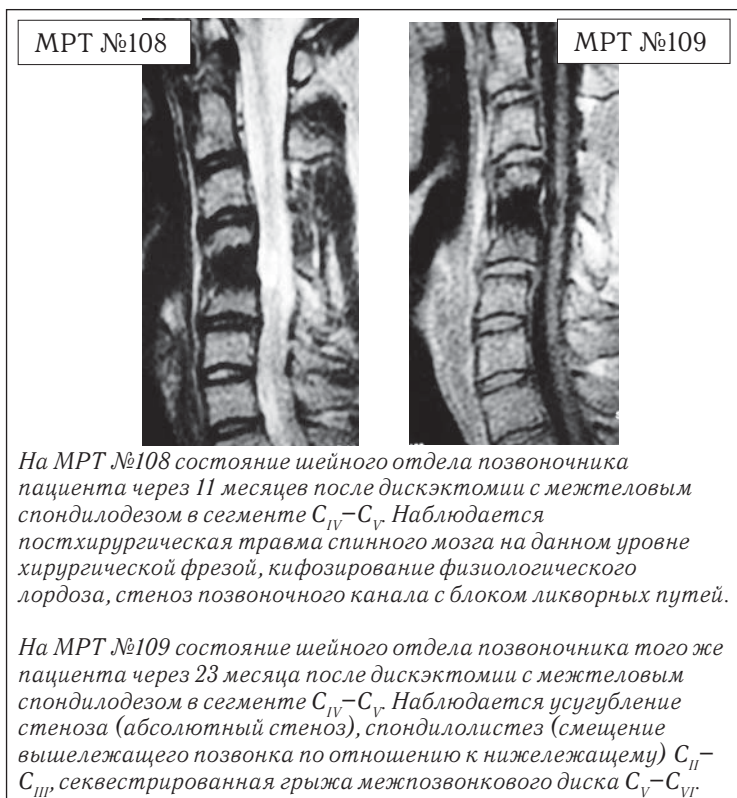 МРТ №108
МРТ №109
На МРТ №108 состояние шейного отдела позвоночника
пациента через 11 месяцев после дискэктомии с межтеловым
спондилодезом в сегменте C_IV–C_V. Наблюдается
постхирургическая травма спинного мозга на данном уровне
хирургической фрезой, кифозирование физиологического
лордоза, стеноз позвоночного канала с блоком ликворных путей.
На МРТ №109 состояние шейного отдела позвоночника того же
пациента через 23 месяца после дискэктомии с межтеловым
спондилодезом в сегменте C_IV–C_V. Наблюдается усугубление
стеноза (абсолютный стеноз), спондилолистез (смещение
вышележащего позвонка по отношению к нижележащему) C_II–
C_III, секвестрированная грыжа межпозвонкового диска C_V–C_VI.